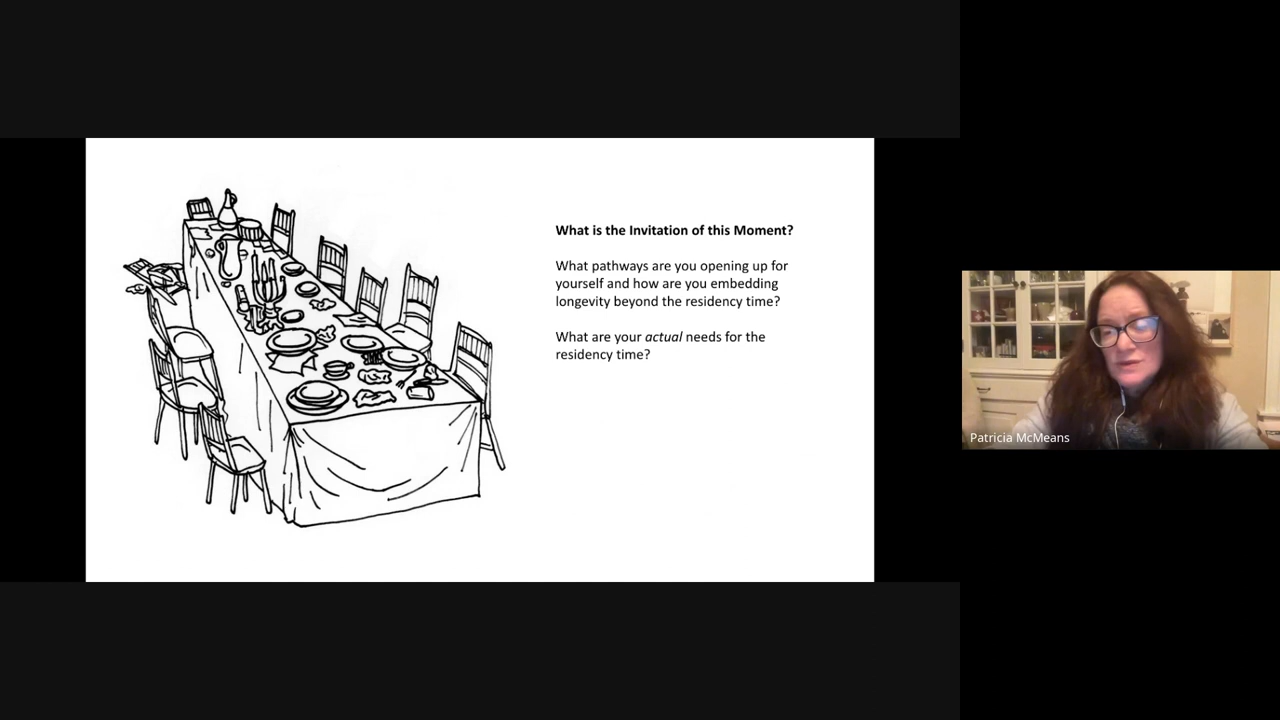 What is the Invitation of this Moment?
What pathways are you opening up for
yourself and how are you embedding
longevity beyond the residency time?
What are your actual needs for the
residency time?
Patricia McMeans